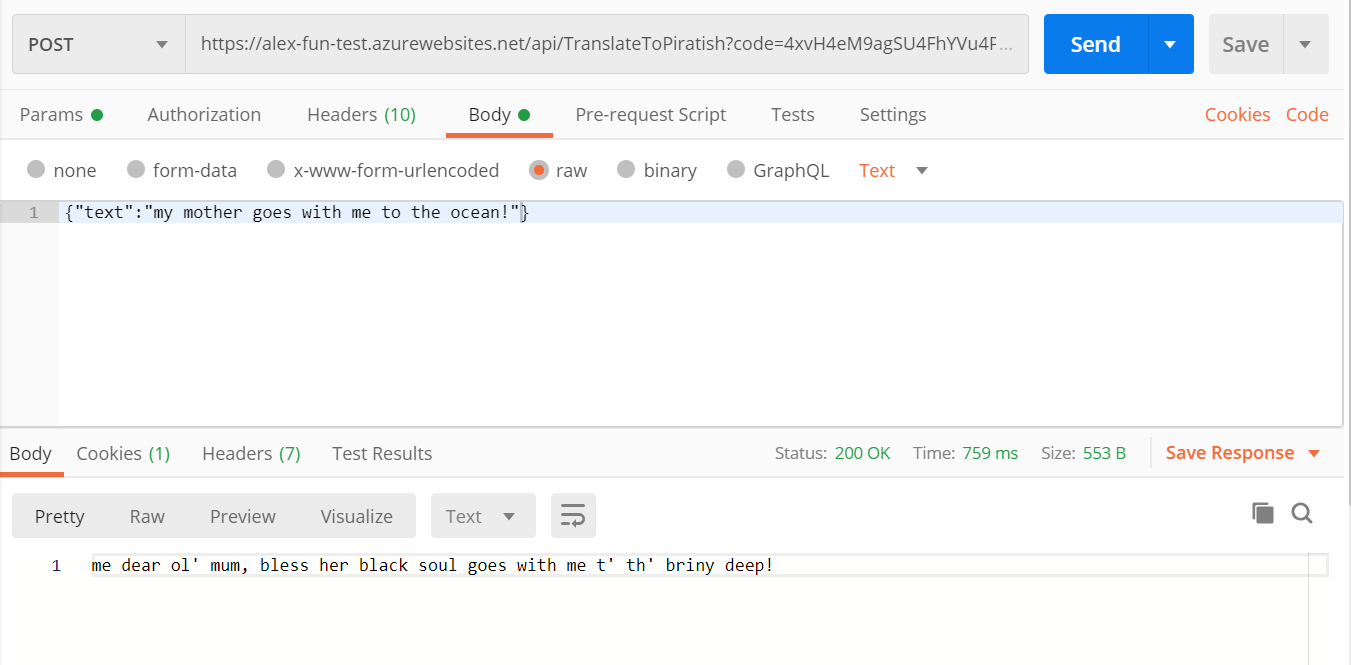 POST https://alex-fun-test.azurewebsites.net/api/TranslateToPiratish?code=4xvH4eM9agSU4FhYVu4F... Send Save
Params Authorization Headers (10) Body Pre-request Script Tests Settings Cookies Code
none form-data x-www-form-urlencoded raw binary GraphQL Text
1 {"text":"my mother goes with me to the ocean!"}
Body Cookies (1) Headers (7) Test Results Status: 200 OK Time: 759 ms Size: 553 B Save Response
Pretty Raw Preview Visualize Text
1 me dear ol' mum, bless her black soul goes with me t' th' briny deep!